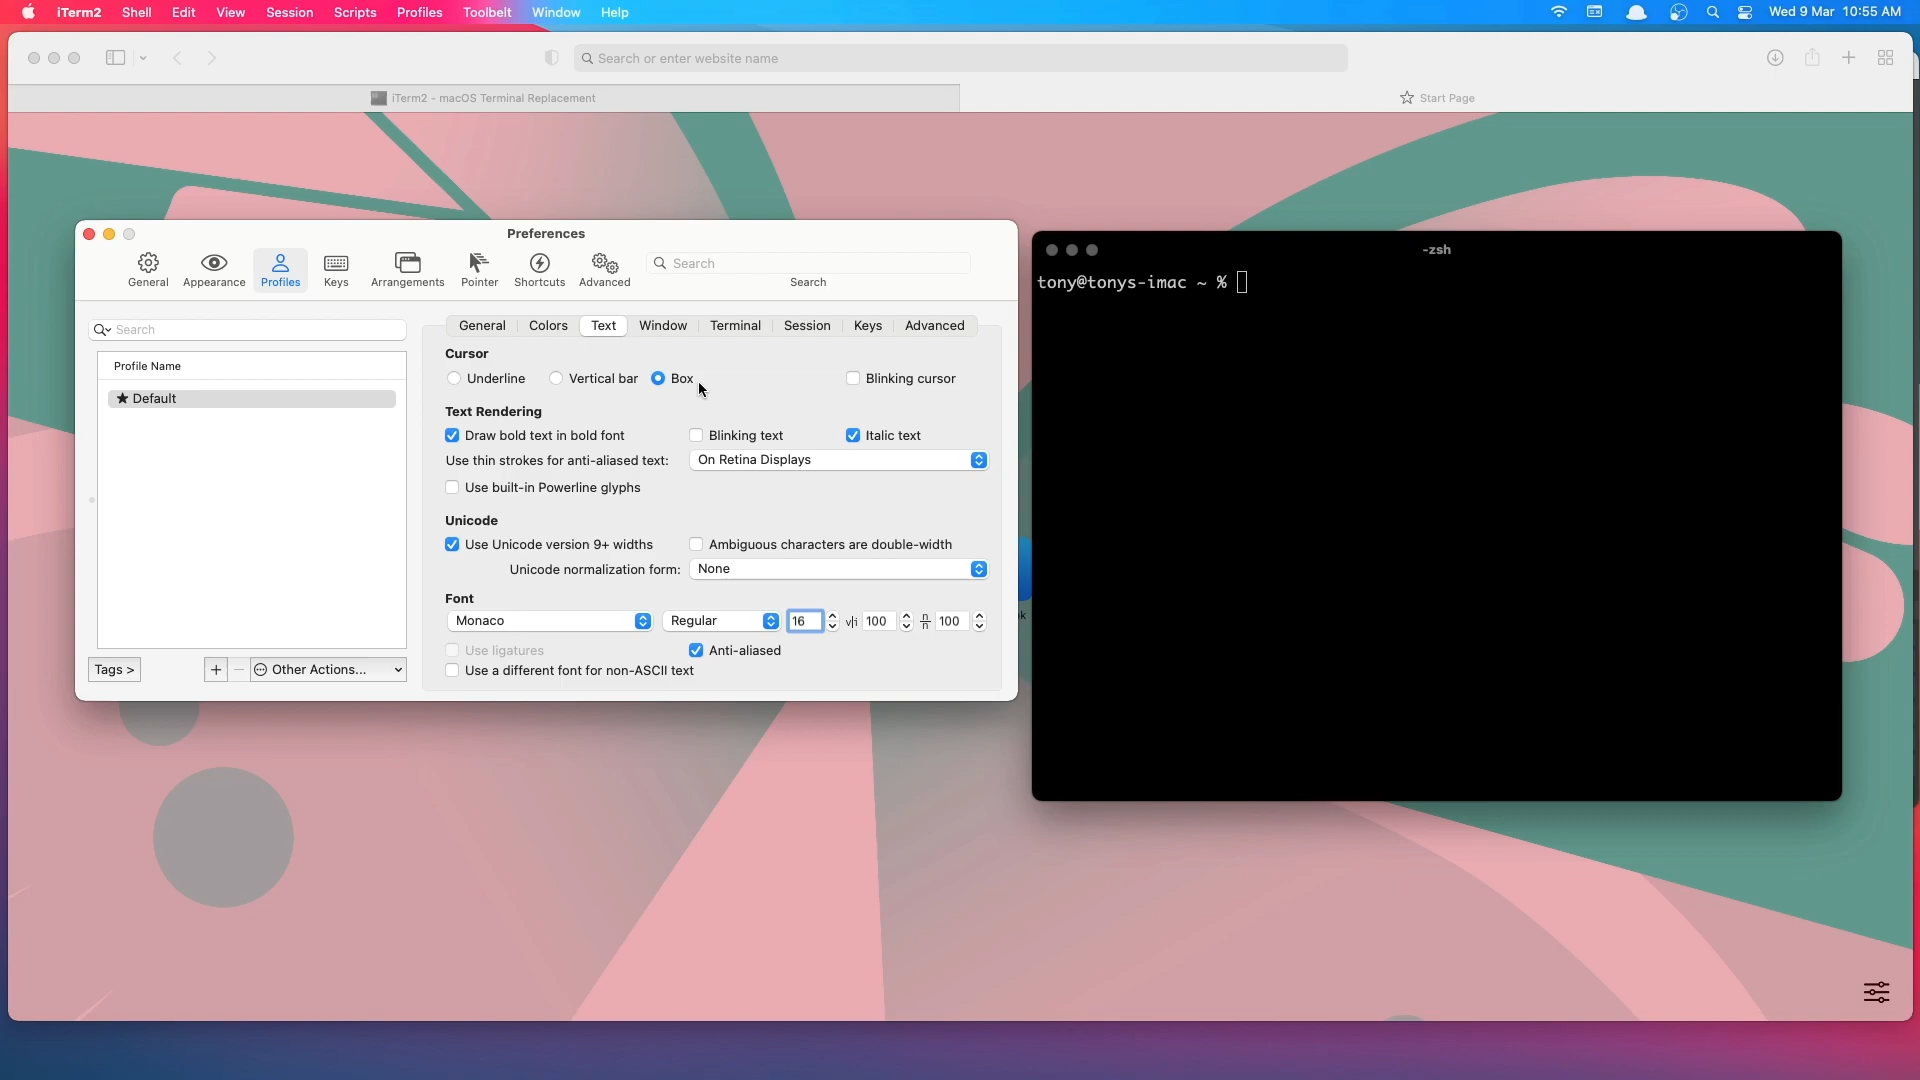 iTerm2 Shell Edit View Session Scripts Profiles Toolbelt Window Help Wed 9 Mar 10:55 AM
Search or enter website name
iTerm2 - macOS Terminal Replacement Start Page
Preferences
General Appearance Profiles Keys Arrangements Pointer Shortcuts Advanced
Search
Search
Search
Profile Name
★ Default
Tags > + − Other Actions...
General Colors Text Window Terminal Session Keys Advanced
Cursor
Underline Vertical bar Box Blinking cursor
Text Rendering
Draw bold text in bold font Blinking text Italic text
Use thin strokes for anti-aliased text: On Retina Displays
Use built-in Powerline glyphs
Unicode
Use Unicode version 9+ widths Ambiguous characters are double-width
Unicode normalization form: None
Font
Monaco Regular 16 v|i 100 n/n 100
Use ligatures Anti-aliased
Use a different font for non-ASCII text
-zsh
tony@tonys-imac ~ %